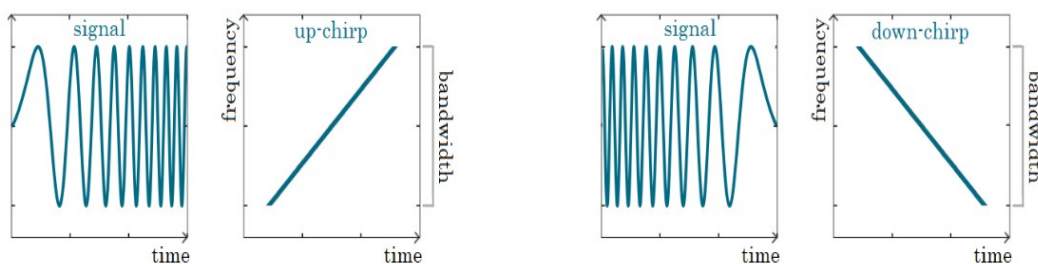 signal
time
frequency
up-chirp
bandwidth
time
signal
time
frequency
down-chirp
bandwidth
time